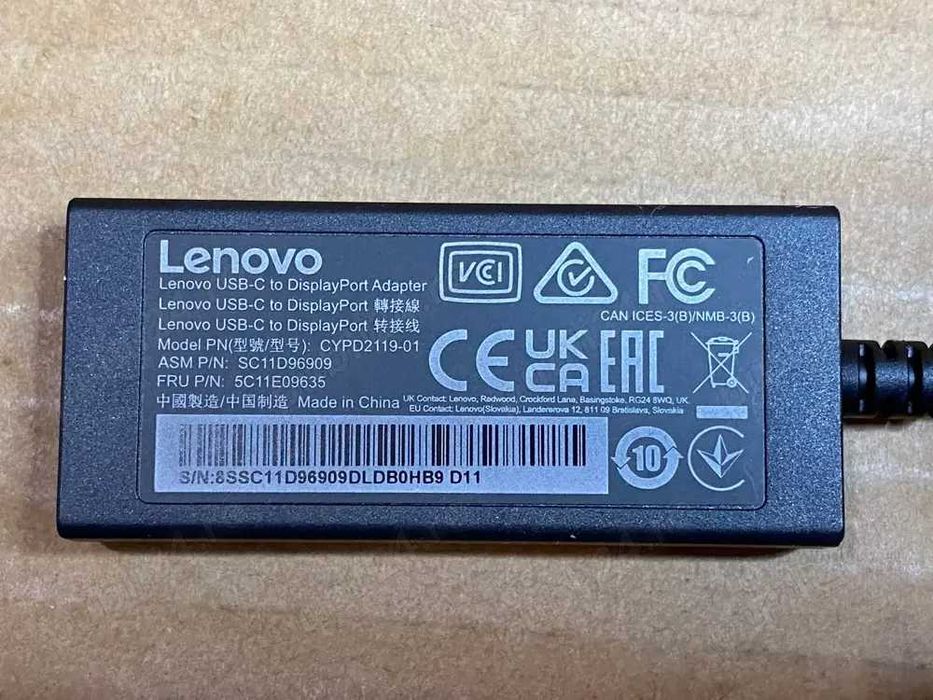 Lenovo
Lenovo USB-C to DisplayPort Adapter
Lenovo USB-C to DisplayPort 轉接線
Lenovo USB-C to DisplayPort 转接线
Model PN(型號/型号): CYPD2119-01
ASM P/N: SC11D96909
FRU P/N: 5C11E09635
中國製造/中国制造 Made in China
VCI
FC
CAN ICES-3(B)/NMB-3(B)
CE
UK
CA
EAC
UK Contact: Lenovo, Redwood, Crockford Lane, Basingstoke, RG24 8WQ, UK.
EU Contact: Lenovo(Slovakia), Landererova 12, 811 09 Bratislava, Slovakia
S/N:8SSC11D96909DLDB0HB9 D11
10